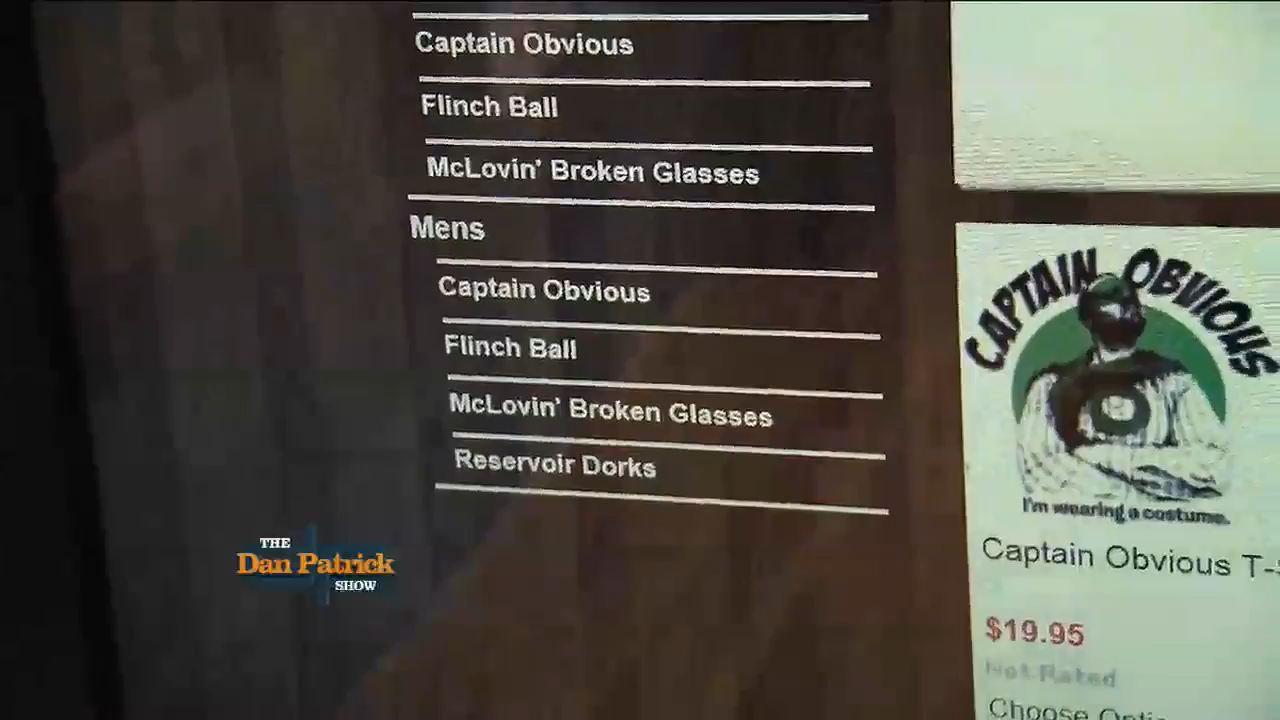 Captain Obvious
Flinch Ball
McLovin' Broken Glasses
Mens
Captain Obvious
Flinch Ball
McLovin' Broken Glasses
Reservoir Dorks
THE
Dan Patrick
SHOW
CAPTAIN OBVIOUS
I'm wearing a costume.
Captain Obvious T-
$19.95
Not Rated
Choose